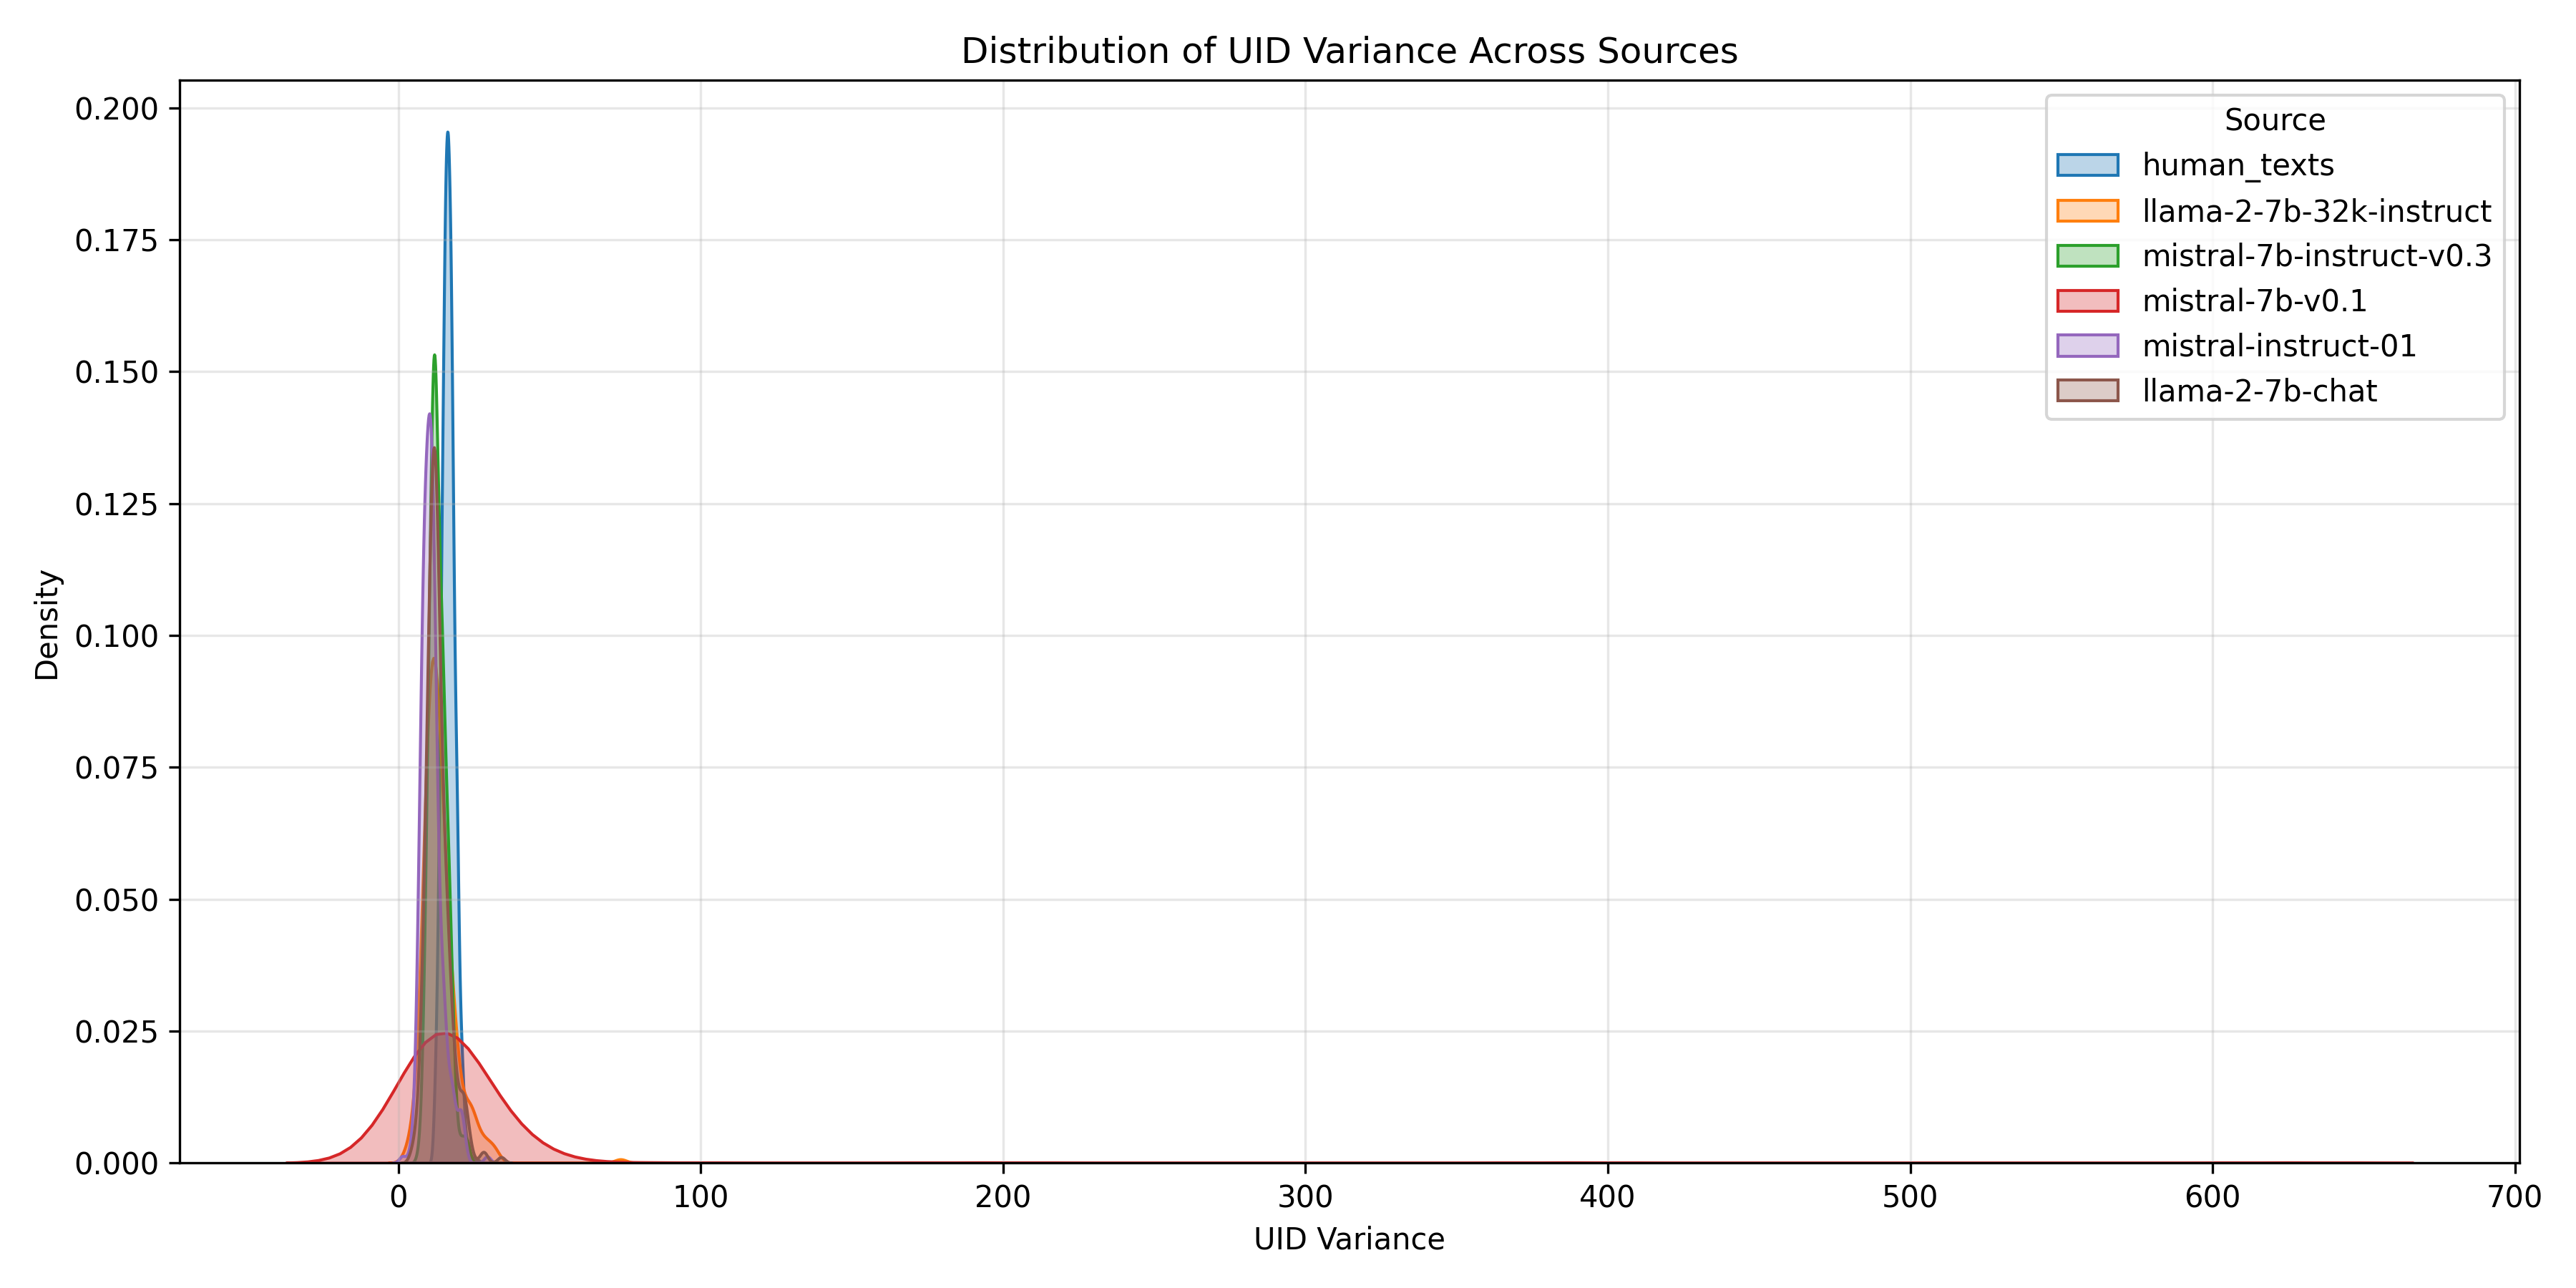 Distribution of UID Variance Across Sources
Source
human_texts
llama-2-7b-32k-instruct
mistral-7b-instruct-v0.3
mistral-7b-v0.1
mistral-instruct-01
llama-2-7b-chat
Density
0.200
0.175
0.150
0.125
0.100
0.075
0.050
0.025
0.000
0 100 200 300 400 500 600 700
UID Variance